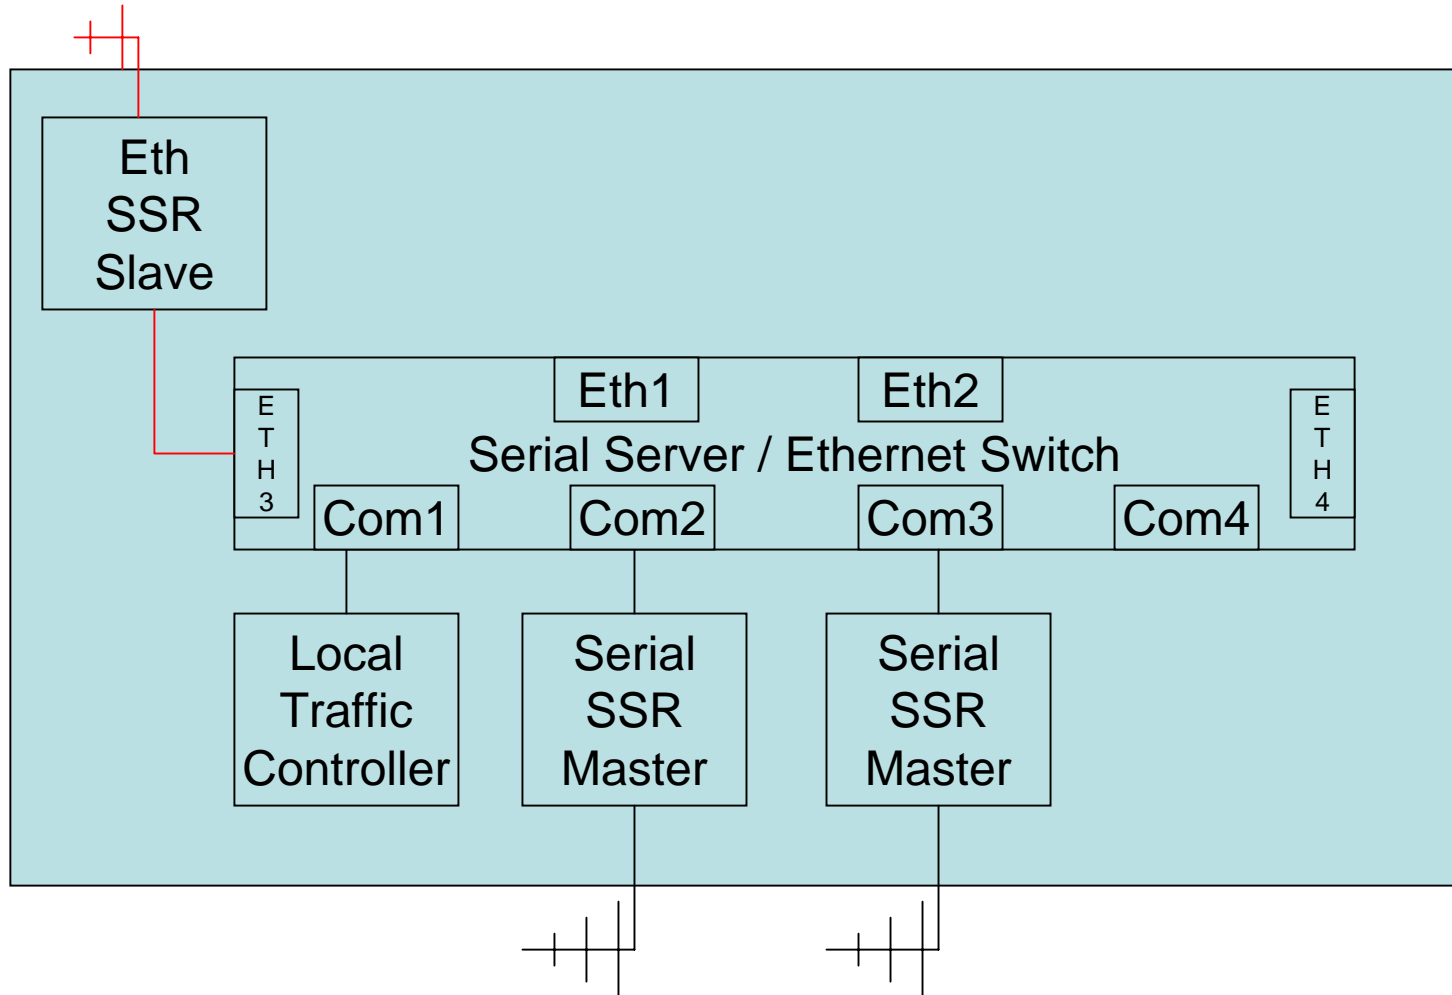 Eth
SSR
Slave
Eth1
Eth2
E
T
H
3
E
T
H
4
Serial Server / Ethernet Switch
Com1
Com2
Com3
Com4
Local
Traffic
Controller
Serial
SSR
Master
Serial
SSR
Master